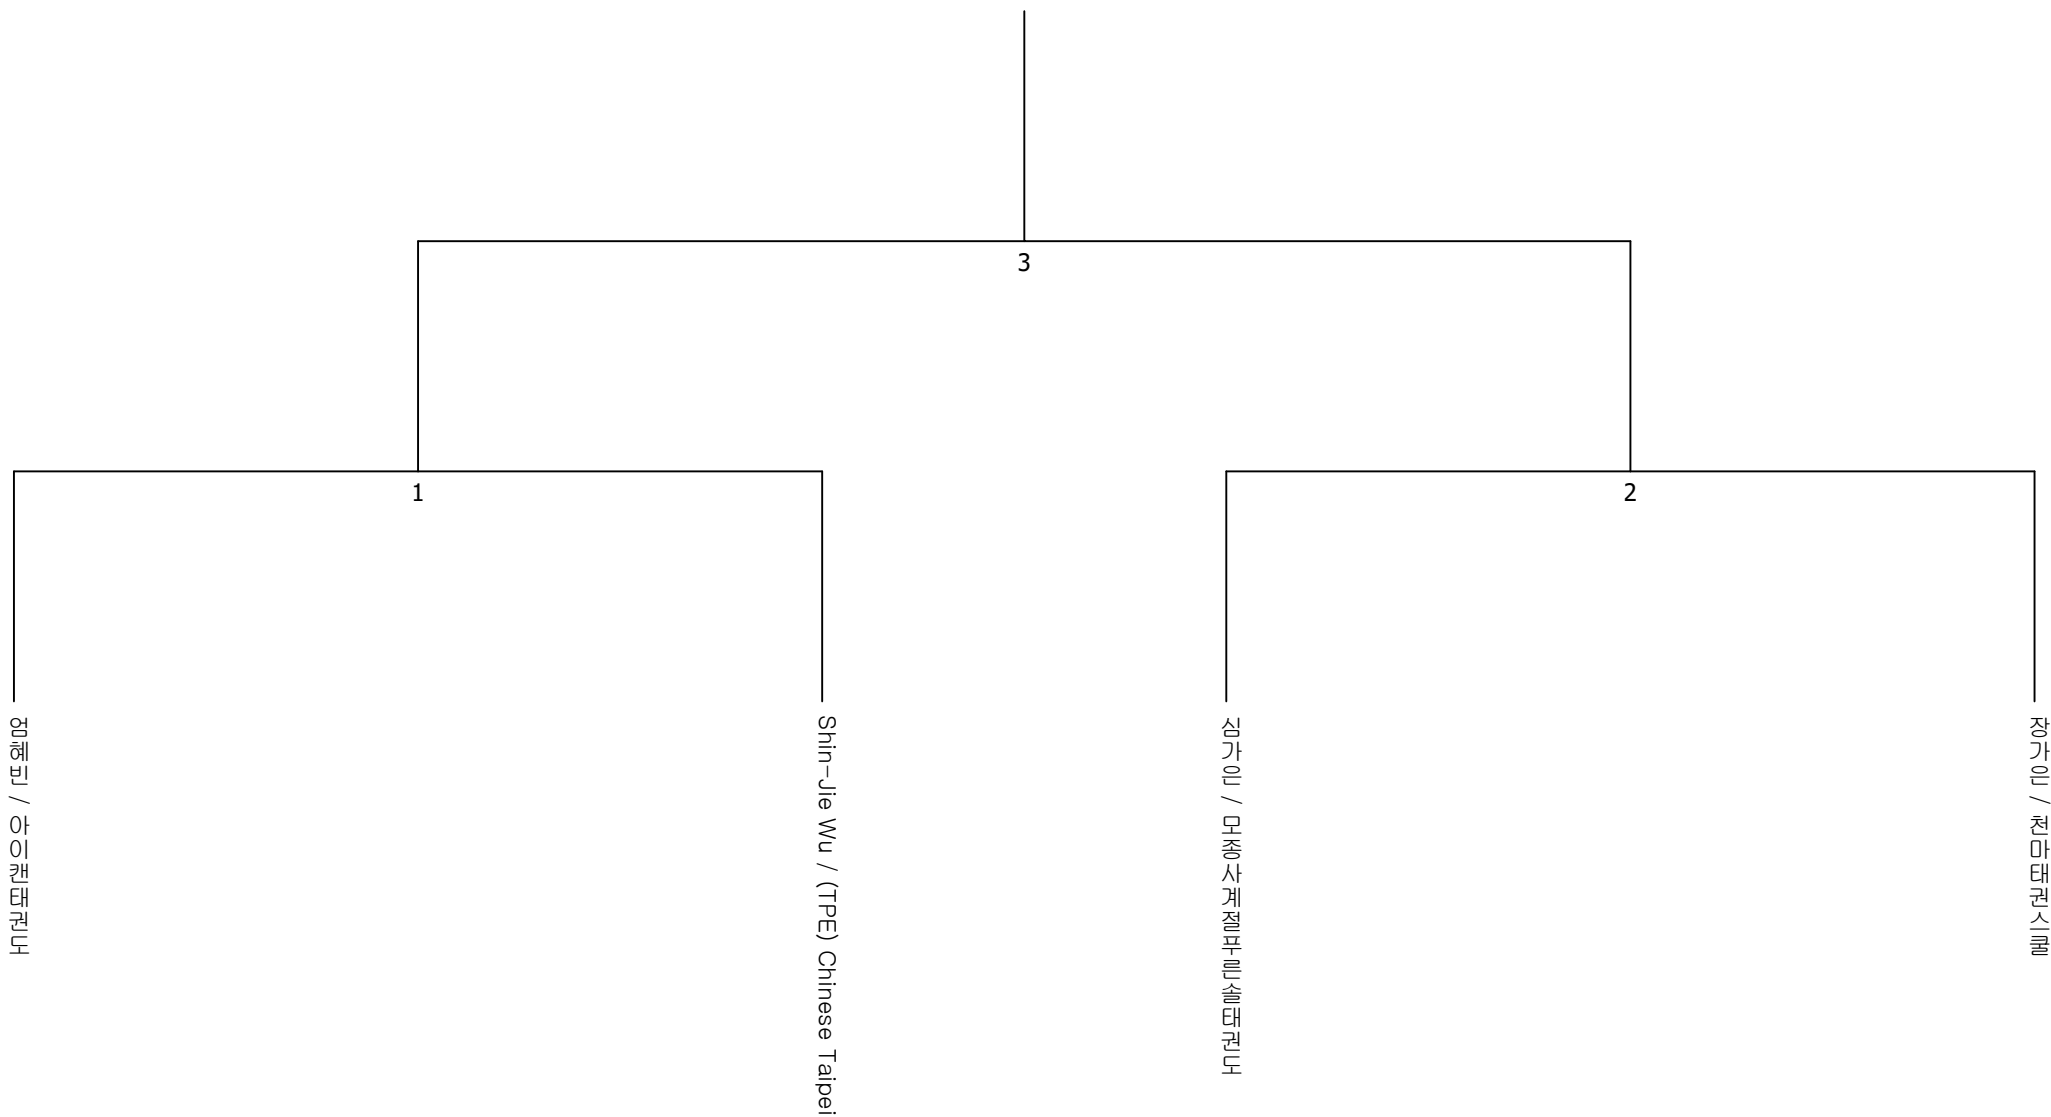 3
1
2
엄혜빈 / 아이캔태권도
Shin-Jie Wu / (TPE) Chinese Taipei
심가은 / 모종사계절푸른솔태권도
장가은 / 천마태권스쿨